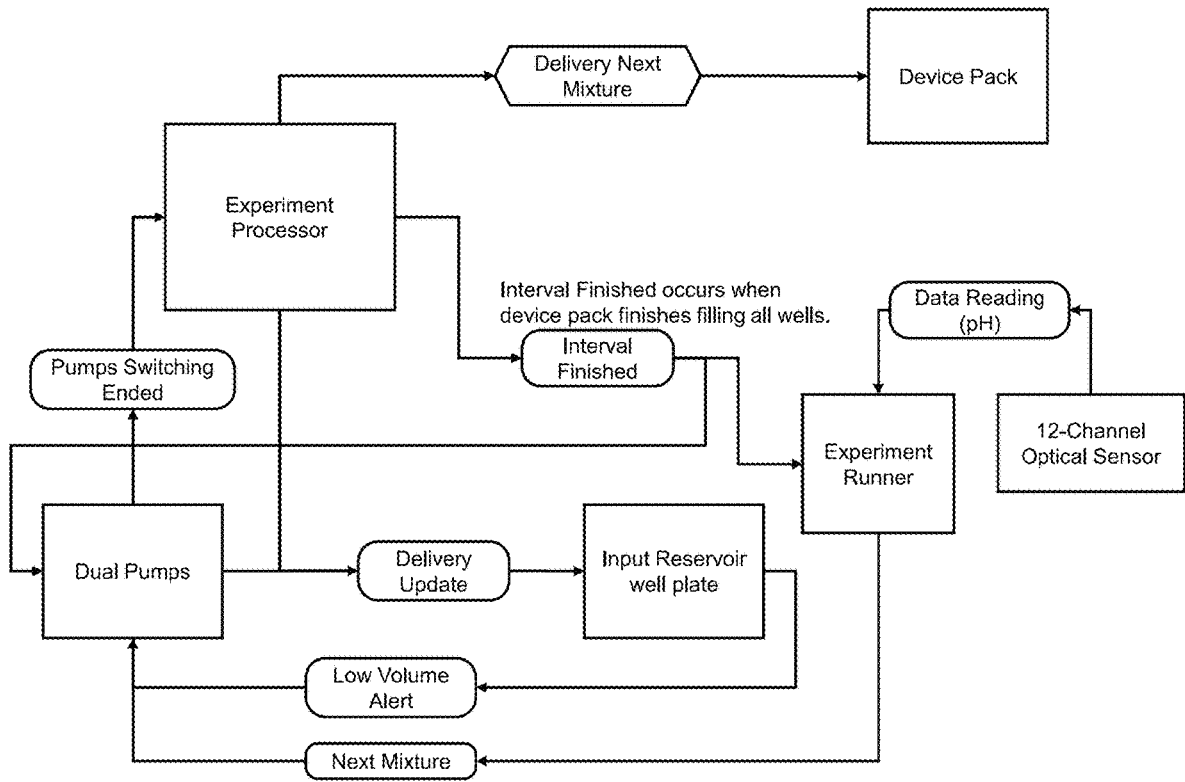 Delivery Next
Mixture
Device Pack
Experiment
Processor
Interval Finished occurs when
device pack finishes filling all wells.
Data Reading
(pH)
Interval
Finished
Pumps Switching
Ended
12-Channel
Optical Sensor
Experiment
Runner
Dual Pumps
Delivery
Update
Input Reservoir
well plate
Low Volume
Alert
Next Mixture